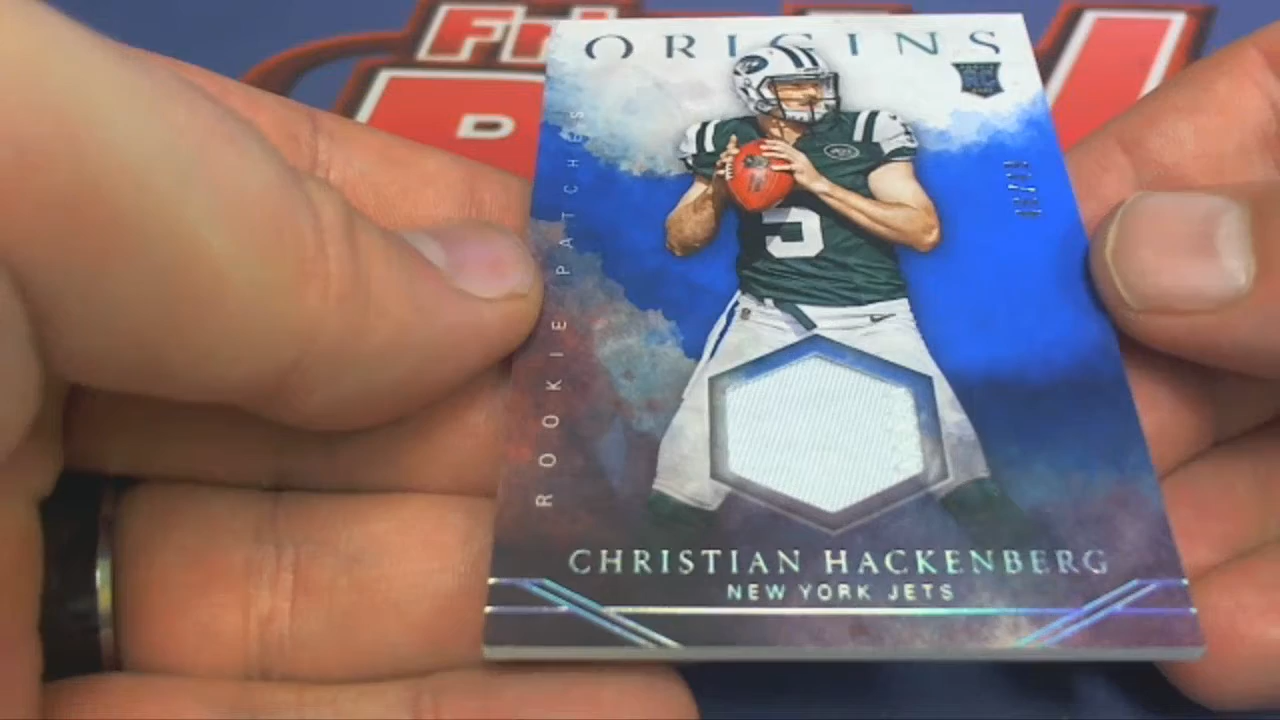 ORIGINS
RC
ROOKIE PATCHES
5
CHRISTIAN HACKENBERG
NEW YORK JETS